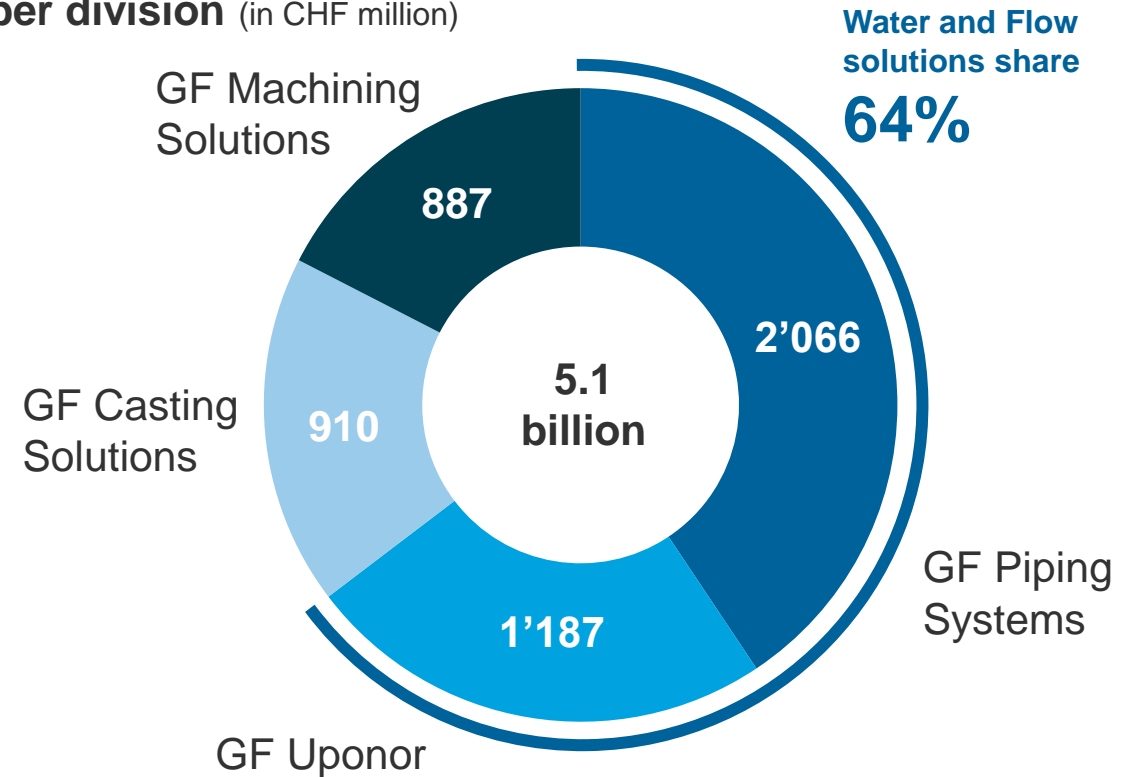 per division (in CHF million)
Water and Flow
solutions share
64%
GF Machining
Solutions
887
2’066
5.1
billion
GF Casting
Solutions
910
GF Piping
Systems
1’187
GF Uponor